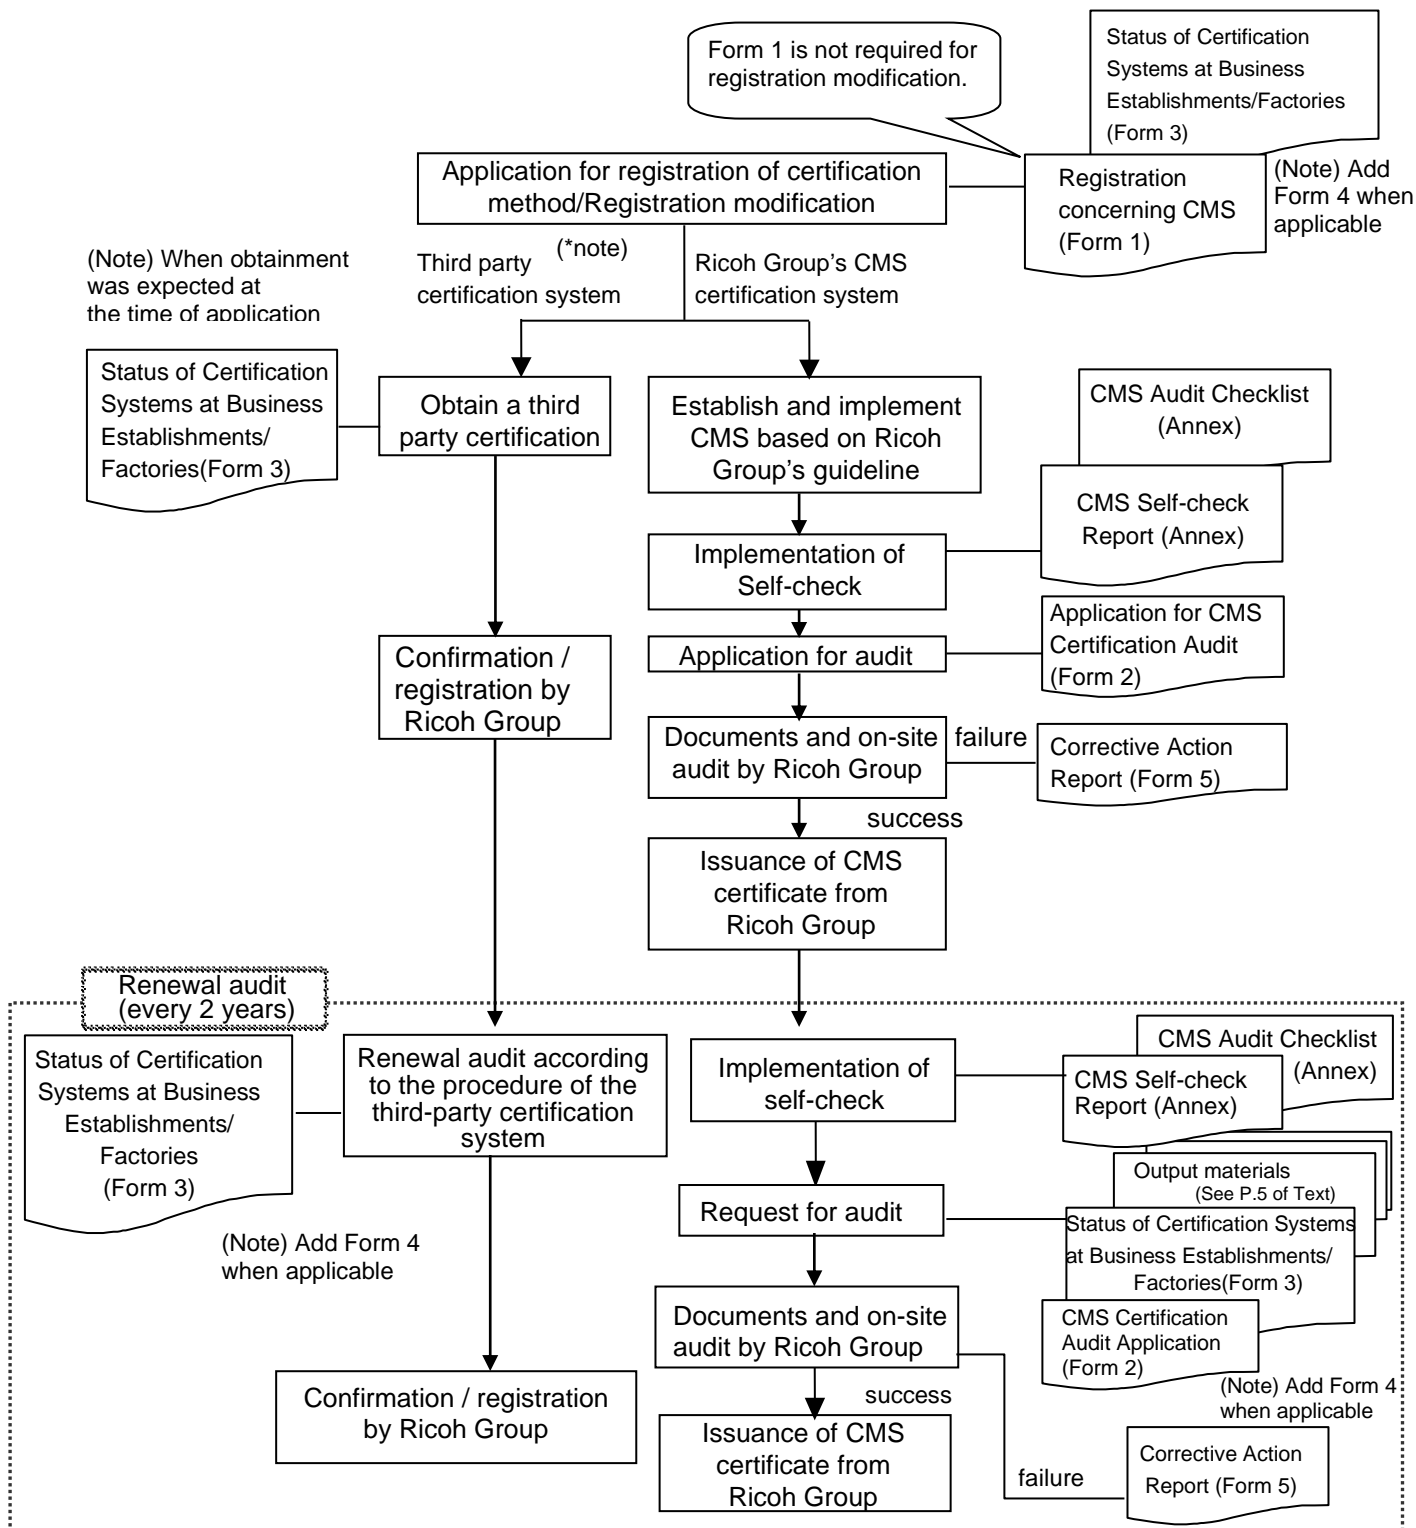 Form 1 is not required for
registration modification.
Status of Certification
Systems at Business
Establishments/Factories
(Form 3)
Application for registration of certification
method/Registration modification
Registration
concerning CMS
(Form 1)
(Note) Add
Form 4 when
applicable
(*note)
Third party
certification system
Ricoh Group's CMS
certification system
(Note) When obtainment
was expected at
the time of application
Status of Certification
Systems at Business
Establishments/
Factories(Form 3)
Obtain a third
party certification
Establish and implement
CMS based on Ricoh
Group's guideline
CMS Audit Checklist
(Annex)
CMS Self-check
Report (Annex)
Implementation of
Self-check
Application for CMS
Certification Audit
(Form 2)
Application for audit
Confirmation /
registration by
Ricoh Group
Documents and on-site
audit by Ricoh Group
failure
Corrective Action
Report (Form 5)
success
Issuance of CMS
certificate from
Ricoh Group
Renewal audit
(every 2 years)
Status of Certification
Systems at Business
Establishments/
Factories
(Form 3)
Renewal audit according
to the procedure of the
third-party certification
system
Implementation of
self-check
CMS Audit Checklist
(Annex)
CMS Self-check
Report (Annex)
Output materials
(See P.5 of Text)
Request for audit
Status of Certification Systems
at Business Establishments/
Factories(Form 3)
(Note) Add Form 4
when applicable
Documents and on-site
audit by Ricoh Group
CMS Certification
Audit Application
(Form 2)
(Note) Add Form 4
when applicable
Confirmation / registration
by Ricoh Group
success
Issuance of CMS
certificate from
Ricoh Group
failure
Corrective Action
Report (Form 5)